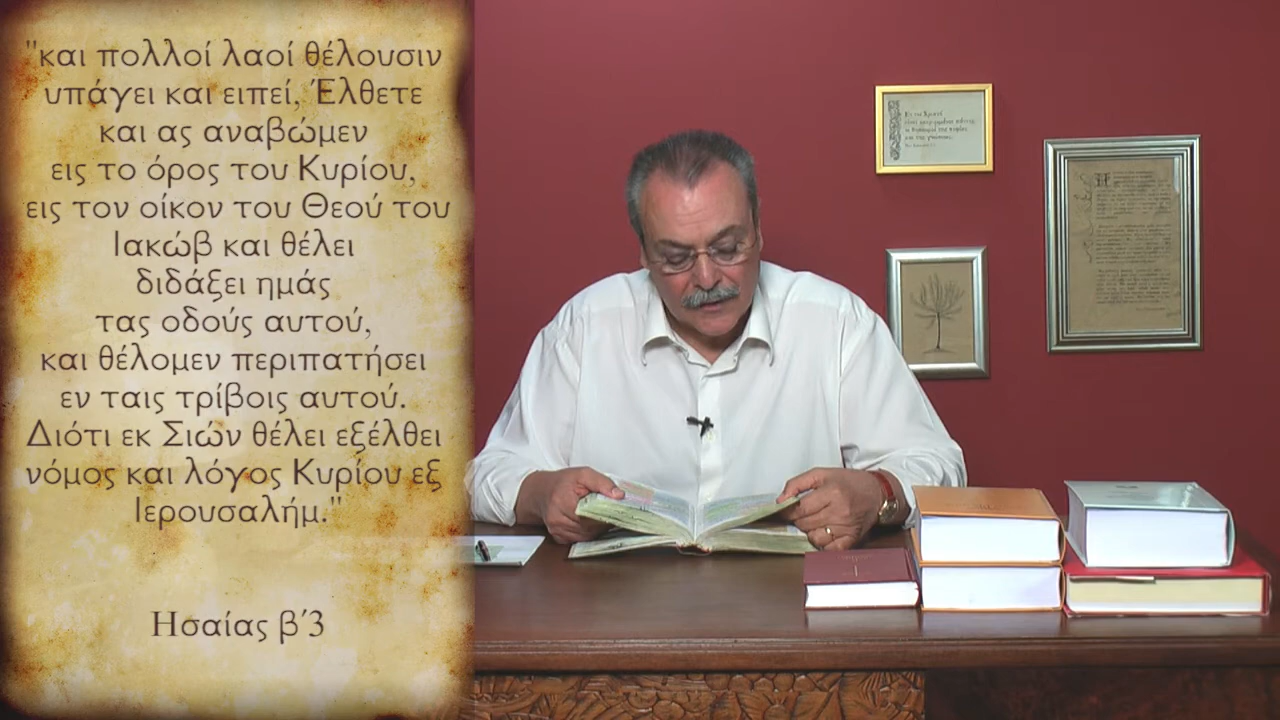 "και πολλοί λαοί θέλουσιν
υπάγει και ειπεί, Έλθετε
και ας αναβώμεν
εις το όρος του Κυρίου,
εις τον οίκον του Θεού του
Ιακώβ και θέλει
διδάξει ημάς
τας οδούς αυτού,
και θέλομεν περιπατήσει
εν ταις τρίβοις αυτού.
Διότι εκ Σιών θέλει εξέλθει
νόμος και λόγος Κυρίου εξ
Ιερουσαλήμ."
Ησαίας β΄3